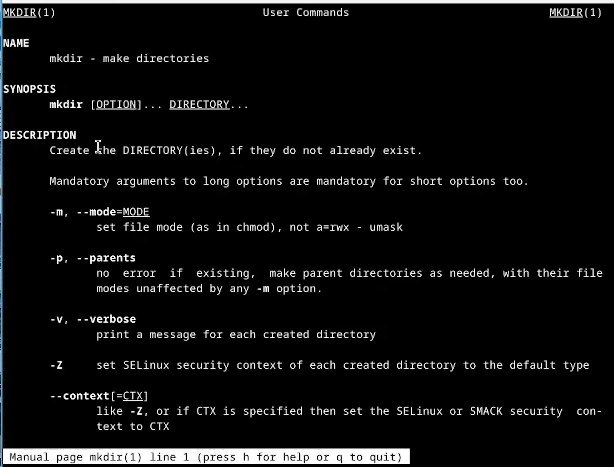 MKDIR(1) User Commands MKDIR(1)
NAME
mkdir - make directories
SYNOPSIS
mkdir [OPTION]... DIRECTORY...
DESCRIPTION
Create the DIRECTORY(ies), if they do not already exist.
Mandatory arguments to long options are mandatory for short options too.
-m, --mode=MODE
set file mode (as in chmod), not a=rwx - umask
-p, --parents
no error if existing, make parent directories as needed, with their file
modes unaffected by any -m option.
-v, --verbose
print a message for each created directory
-Z set SELinux security context of each created directory to the default type
--context[=CTX]
like -Z, or if CTX is specified then set the SELinux or SMACK security con-
text to CTX
Manual page mkdir(1) line 1 (press h for help or q to quit)